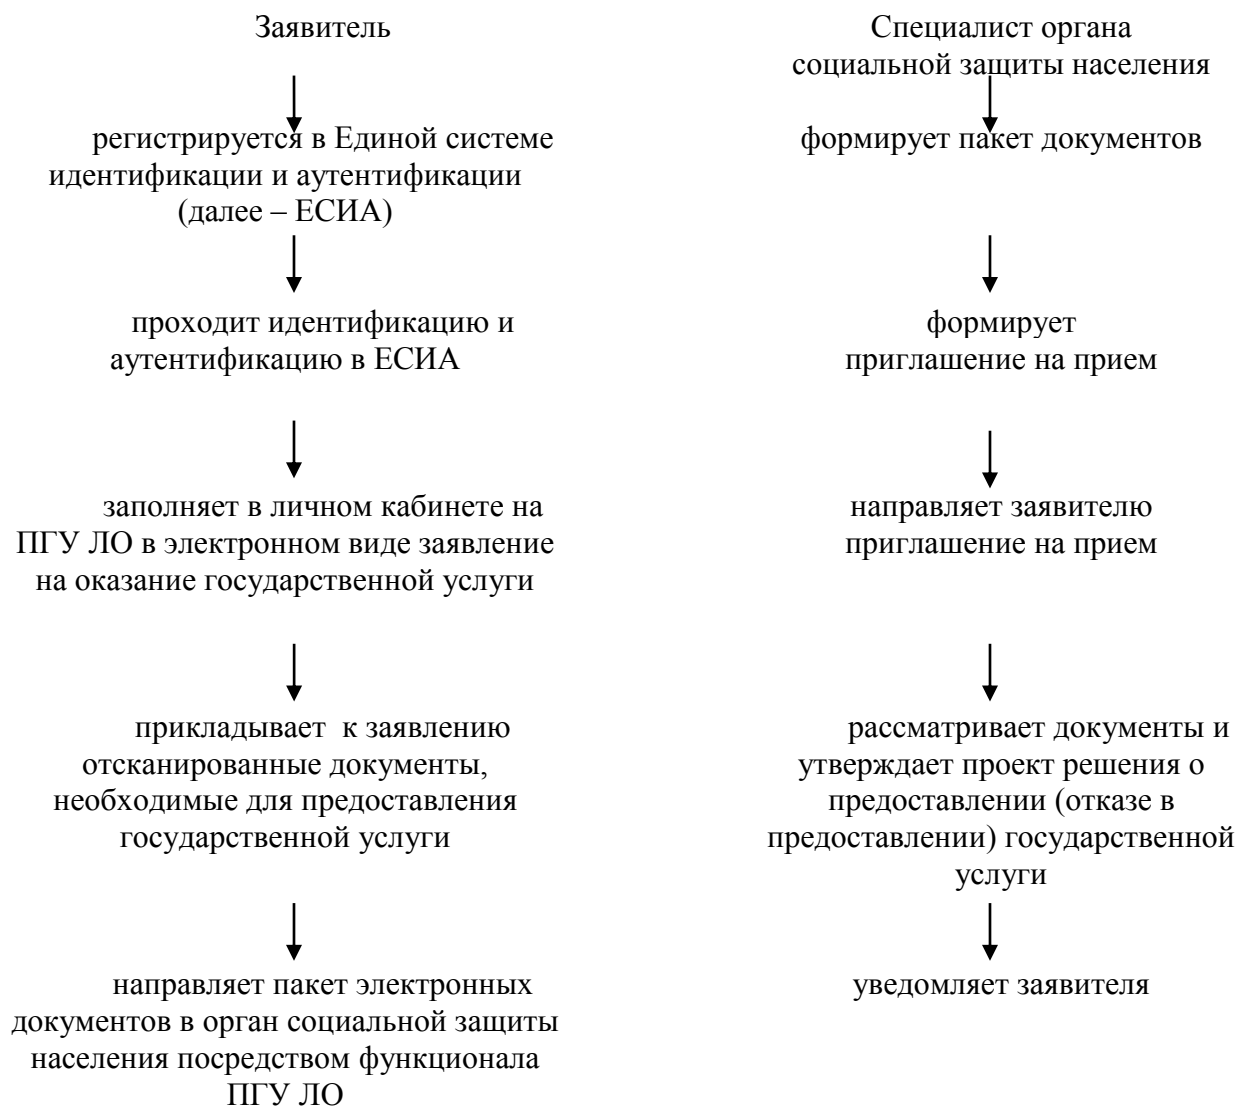 Заявитель
регистрируется в Единой системе
идентификации и аутентификации
(далее – ЕСИА)
проходит идентификацию и
аутентификацию в ЕСИА
заполняет в личном кабинете на
ПГУ ЛО в электронном виде заявление
на оказание государственной услуги
прикладывает к заявлению
отсканированные документы,
необходимые для предоставления
государственной услуги
направляет пакет электронных
документов в орган социальной защиты
населения посредством функционала
ПГУ ЛО
Специалист органа
социальной защиты населения
формирует пакет документов
формирует
приглашение на прием
направляет заявителю
приглашение на прием
рассматривает документы и
утверждает проект решения о
предоставлении (отказе в
предоставлении) государственной
услуги
уведомляет заявителя